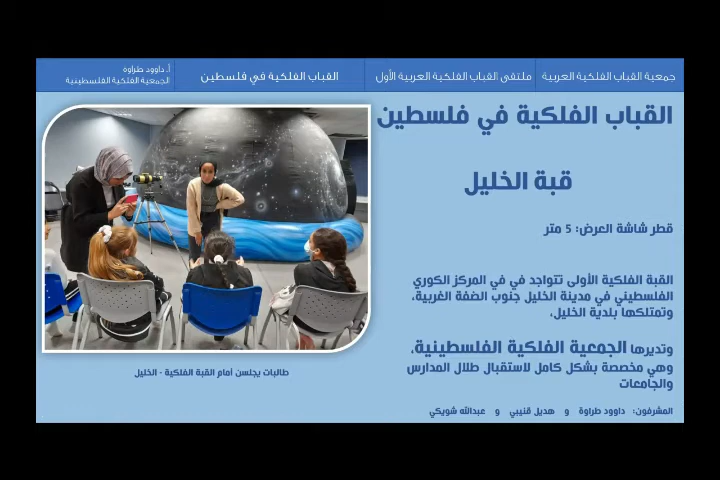 جمعية القباب الفلكية العربية
ملتقى القباب الفلكية العربية الأول
القباب الفلكية في فلسطين
أ. داوود طراوة
الجمعية الفلكية الفلسطينية
القباب الفلكية في فلسطين
قبة الخليل
قطر شاشة العرض: 5 متر
القبة الفلكية الأولى تتواجد في في المركز الكوري
الفلسطيني في مدينة الخليل جنوب الضفة الغربية،
وتمتلكها بلدية الخليل،
وتديرها الجمعية الفلكية الفلسطينية،
وهي مخصصة بشكل كامل لاستقبال طلال المدارس
والجامعات
المشرفون: داوود طراوة و هديل قنيبي و عبدالله شويكي
طالبات يجلسن أمام القبة الفلكية - الخليل